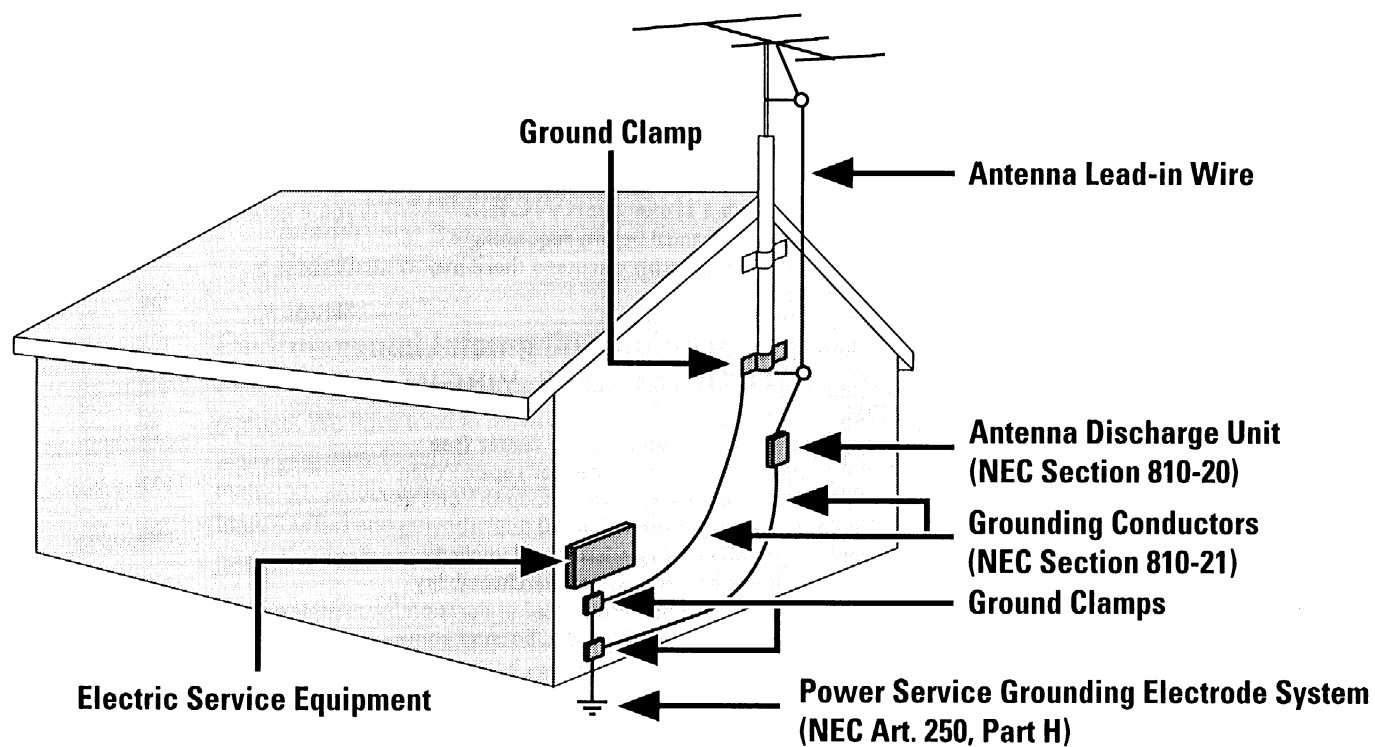 Ground Clamp
Antenna Lead-in Wire
Antenna Discharge Unit
(NEC Section 810-20)
Grounding Conductors
(NEC Section 810-21)
Ground Clamps
Electric Service Equipment
Power Service Grounding Electrode System
(NEC Art. 250, Part H)